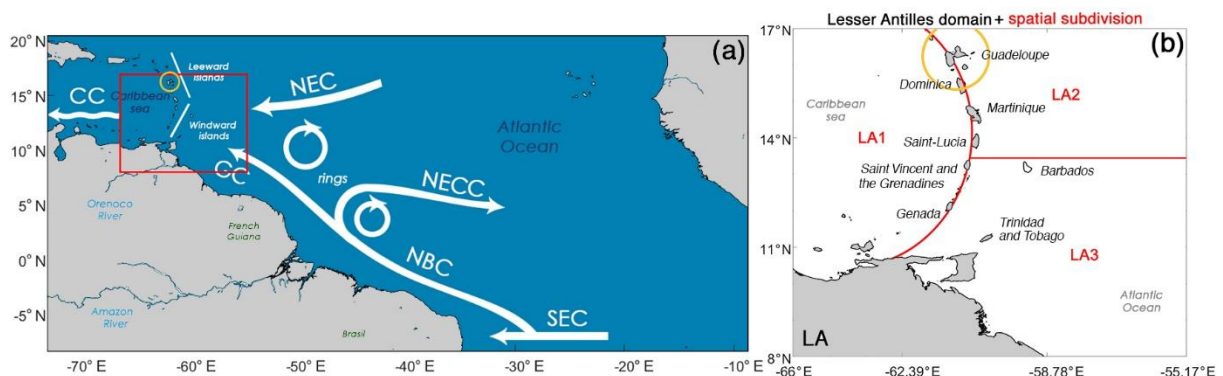 Lesser Antilles domain + spatial subdivision
20° N
15° N
10° N
5° N
0° N
-5° N
-70° E
-60° E
-50° E
-40° E
-30° E
-20° E
-10° E
(a)
Leeward
islands
CC
Caribbean
sea
NEC
Windward
islands
Atlantic
Ocean
GC
rings
NECC
Orenoco
River
French
Guiana
NBC
SEC
Amazon
River
Brasil
17°N
14°N
11°N
8°N
-66°E
-62.39°E
-58.78°E
-55.17°E
(b)
Guadeloupe
Dominica
LA2
Caribbean
sea
Martinique
LA1
Saint-Lucia
Saint Vincent and
the Grenadines
Barbados
Genada
Trinidad
and Tobago
LA3
Atlantic
Ocean
LA